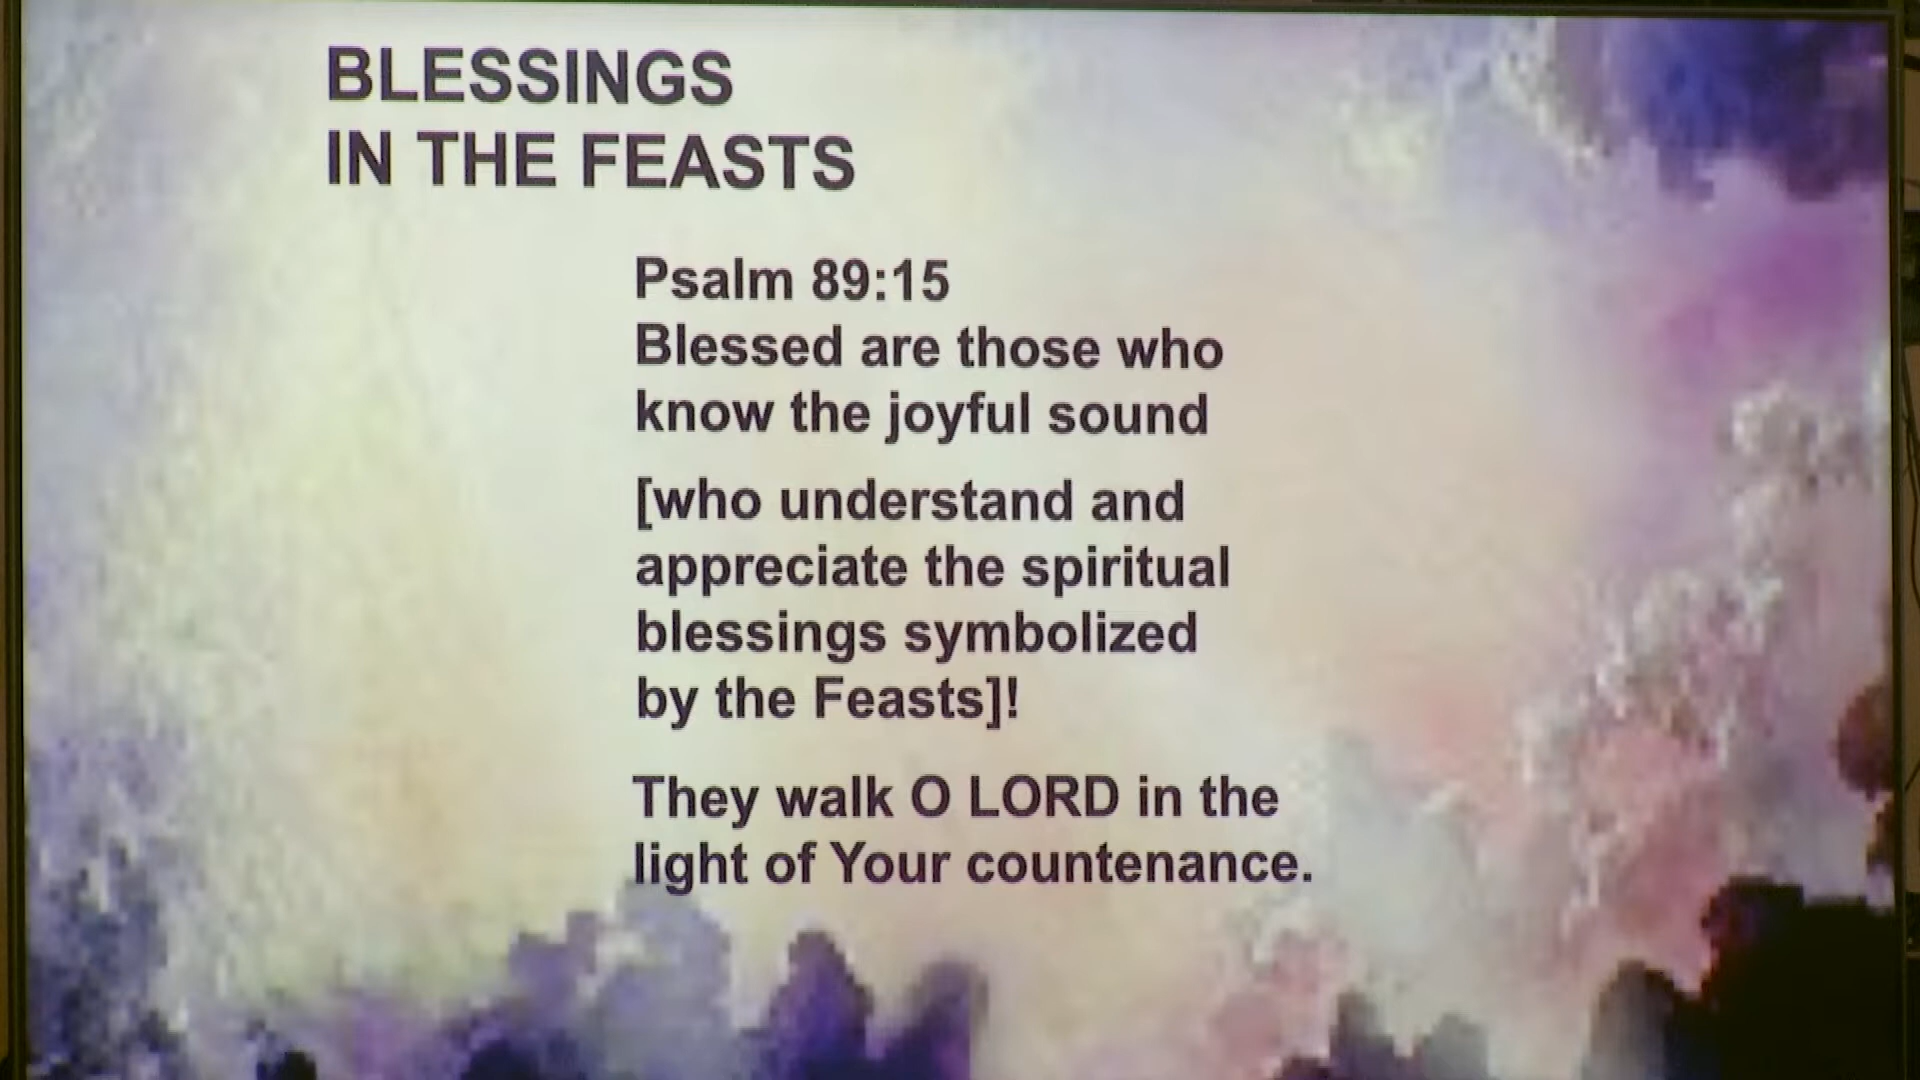 BLESSINGS
IN THE FEASTS
Psalm 89:15
Blessed are those who
know the joyful sound
[who understand and
appreciate the spiritual
blessings symbolized
by the Feasts]!
They walk O LORD in the
light of Your countenance.